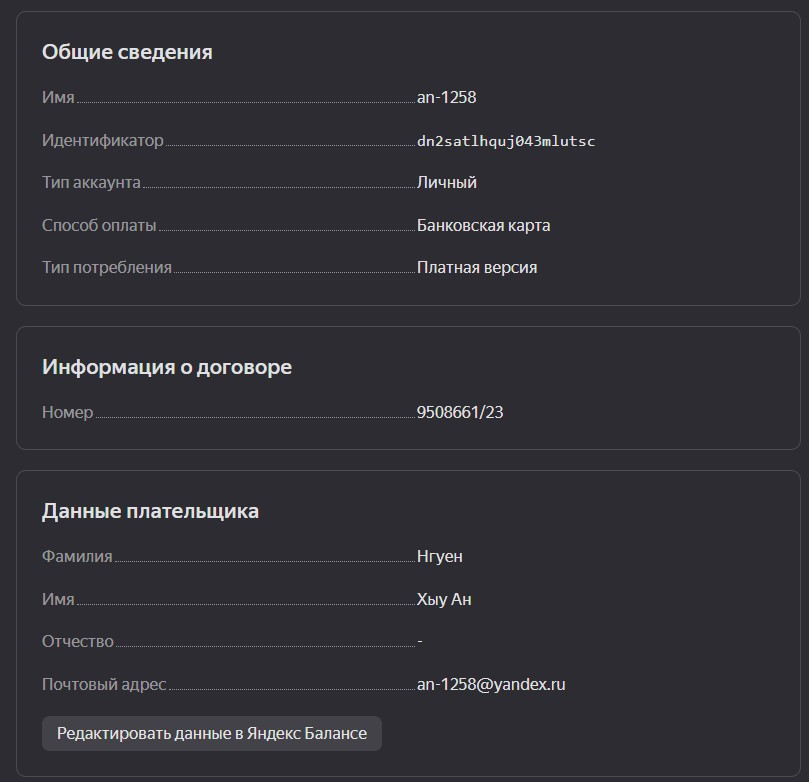 Общие сведения
Имя an-1258
Идентификатор dn2satlhquj043mlutsc
Тип аккаунта Личный
Способ оплаты Банковская карта
Тип потребления Платная версия
Информация о договоре
Номер 9508661/23
Данные плательщика
Фамилия Нгуен
Имя Хыу Ан
Отчество -
Почтовый адрес an-1258@yandex.ru
Редактировать данные в Яндекс Балансе